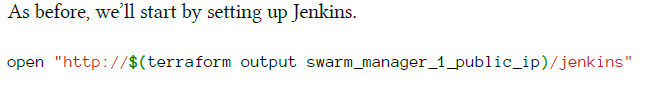 As before, we’ll start by setting up Jenkins.
open "http://$(terraform output swarm_manager_1_public_ip)/jenkins"